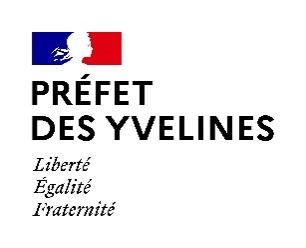 PRÉFET
DES YVELINES
Liberté
Égalité
Fraternité